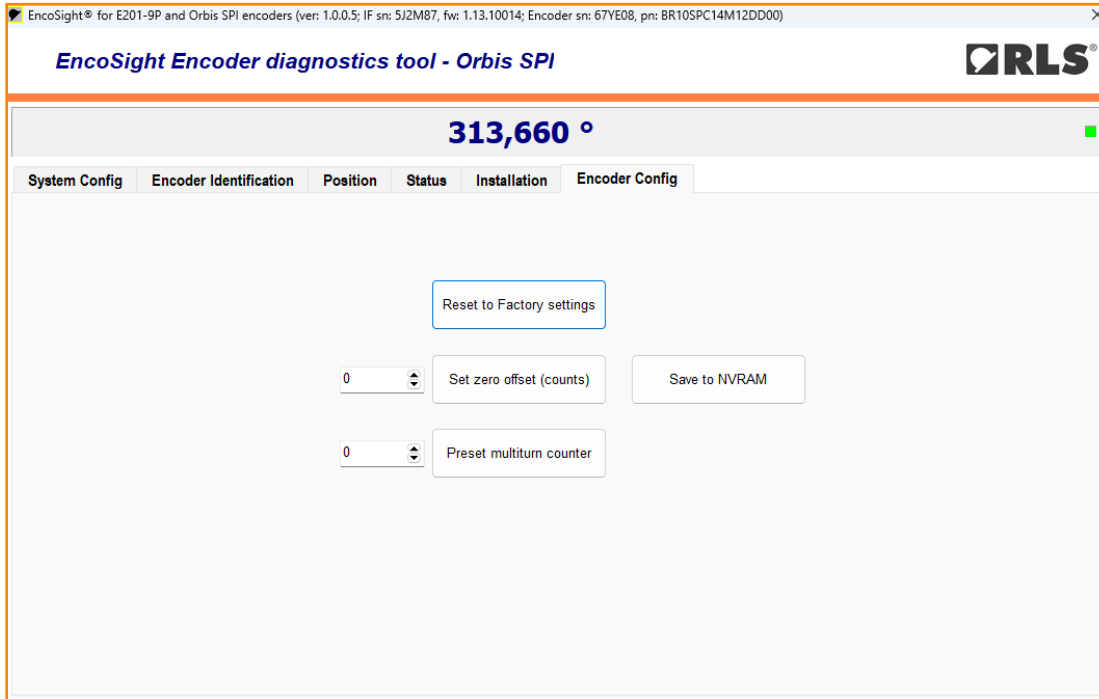 EncoSight® for E201-9P and Orbis SPI encoders (ver: 1.0.0.5; IF sn: 5J2M87, fw: 1.13.10014; Encoder sn: 67YE08, pn: BR10SPC14M12DD00)
EncoSight Encoder diagnostics tool - Orbis SPI
RLS®
313,660 °
System Config Encoder Identification Position Status Installation Encoder Config
Reset to Factory settings
0 Set zero offset (counts) Save to NVRAM
0 Preset multiturn counter